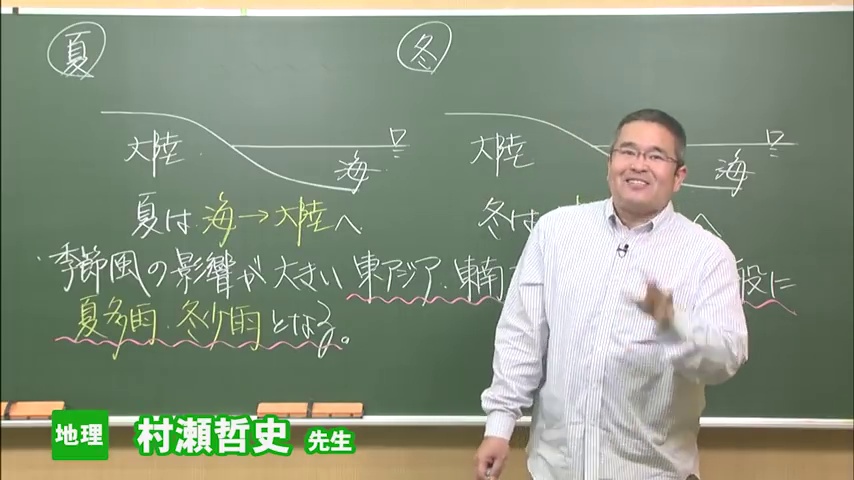 夏
冬
大陸
海
大陸
海
夏は 海→大陸へ
冬は へ
・季節風の影響が大きい 東アジア・東南 般に
夏多雨・冬少雨となる。
地理 村瀬哲史 先生